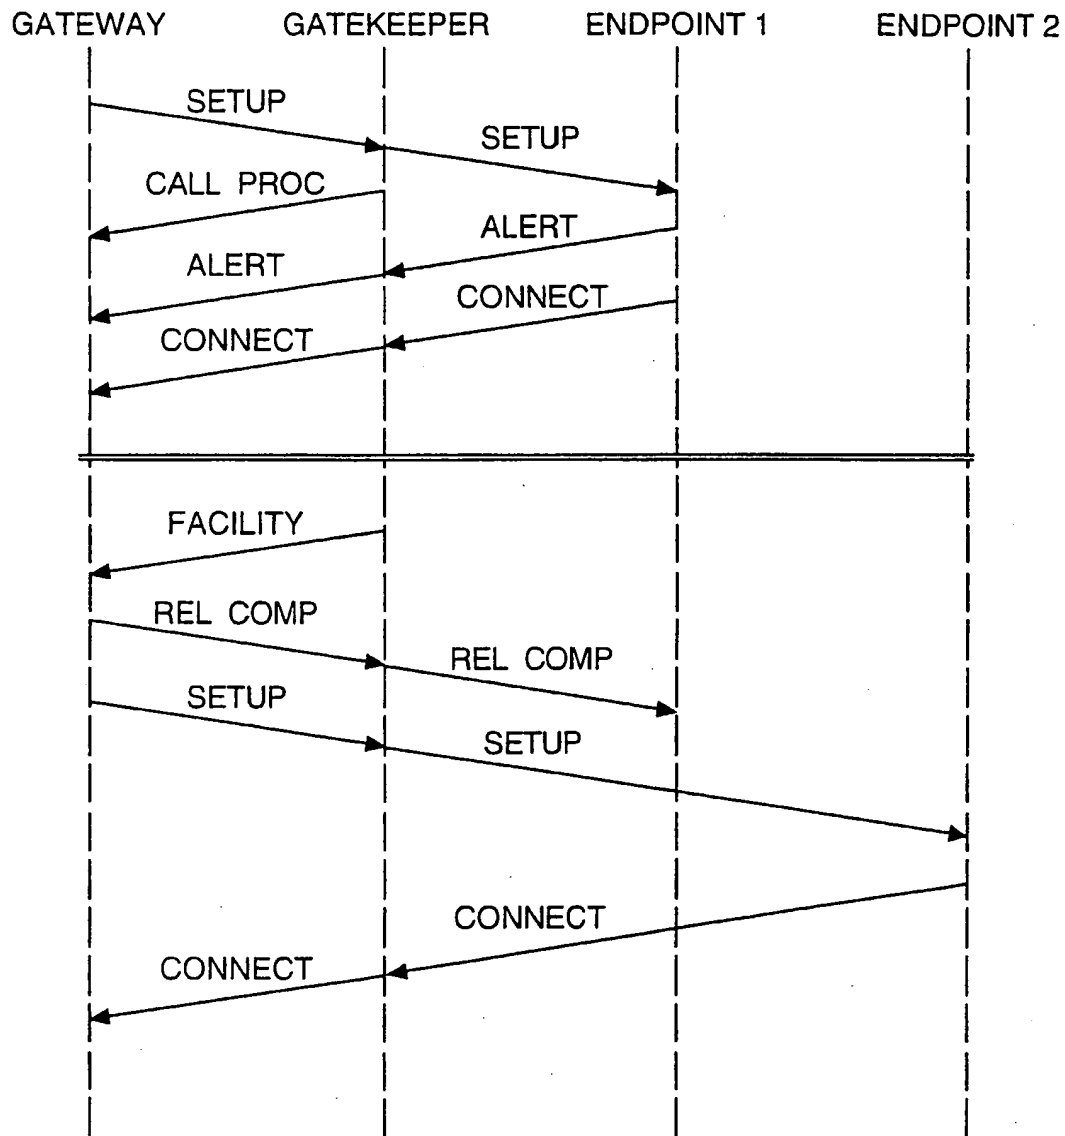 GATEWAY GATEKEEPER ENDPOINT 1 ENDPOINT 2
SETUP
SETUP
CALL PROC
ALERT
ALERT
CONNECT
CONNECT
FACILITY
REL COMP
REL COMP
SETUP
SETUP
CONNECT
CONNECT